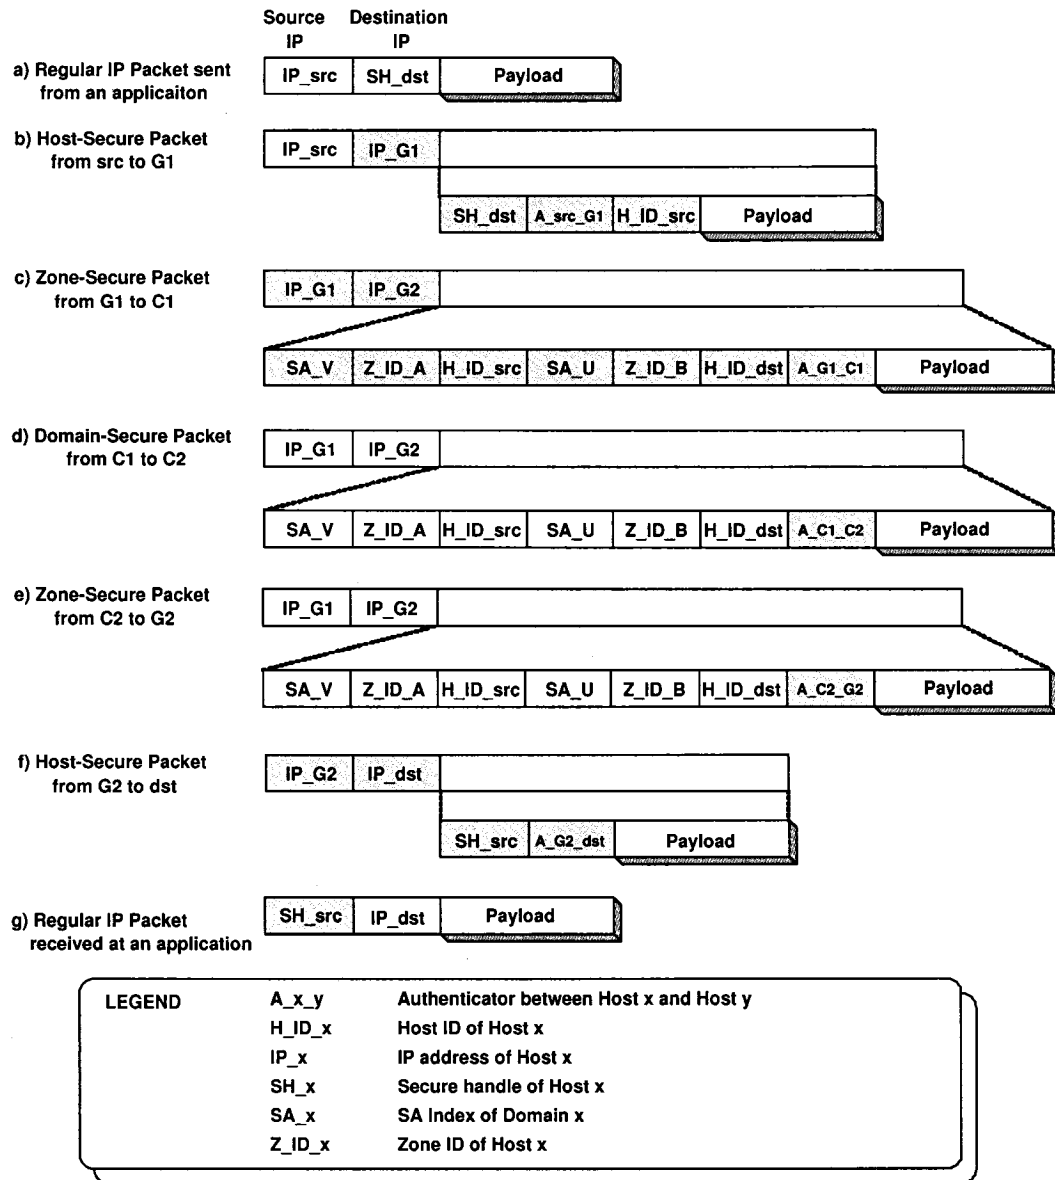 Source Destination
IP IP
a) Regular IP Packet sent
from an applicaiton
IP_src SH_dst Payload
b) Host-Secure Packet
from src to G1
IP_src IP_G1
SH_dst A_src_G1 H_ID_src Payload
c) Zone-Secure Packet
from G1 to C1
IP_G1 IP_G2
SA_V Z_ID_A H_ID_src SA_U Z_ID_B H_ID_dst A_G1_C1 Payload
d) Domain-Secure Packet
from C1 to C2
IP_G1 IP_G2
SA_V Z_ID_A H_ID_src SA_U Z_ID_B H_ID_dst A_C1_C2 Payload
e) Zone-Secure Packet
from C2 to G2
IP_G1 IP_G2
SA_V Z_ID_A H_ID_src SA_U Z_ID_B H_ID_dst A_C2_G2 Payload
f) Host-Secure Packet
from G2 to dst
IP_G2 IP_dst
SH_src A_G2_dst Payload
g) Regular IP Packet
received at an application
SH_src IP_dst Payload
LEGEND A_x_y Authenticator between Host x and Host y
H_ID_x Host ID of Host x
IP_x IP address of Host x
SH_x Secure handle of Host x
SA_x SA Index of Domain x
Z_ID_x Zone ID of Host x